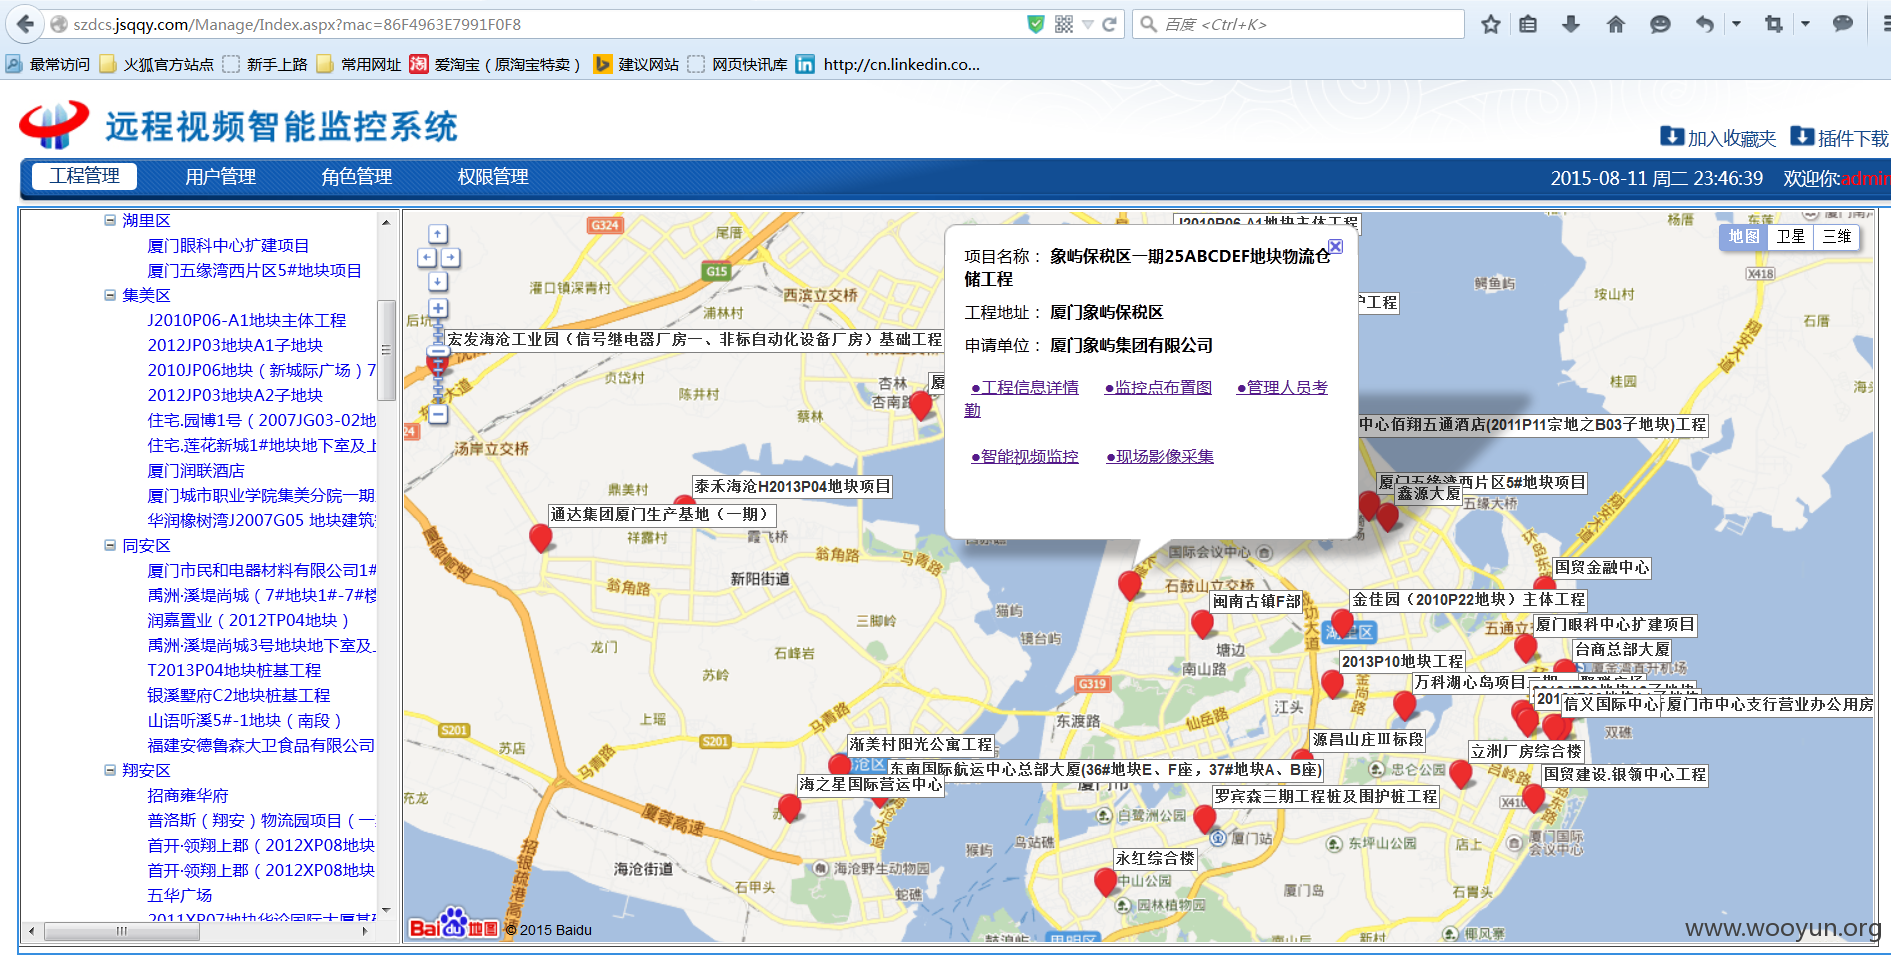 szdcs.jsqqy.com/Manage/Index.aspx?mac=86F4963E7991F0F8
百度 <Ctrl+K>
最常访问 火狐官方站点 新手上路 常用网址 爱淘宝（原淘宝特卖） 建议网站 网页快讯库 http://cn.linkedin.co...
远程视频智能监控系统
加入收藏夹 插件下载
工程管理 用户管理 角色管理 权限管理
2015-08-11 周二 23:46:39 欢迎你:admin
湖里区
厦门眼科中心扩建项目
厦门五缘湾西片区5#地块项目
集美区
J2010P06-A1地块主体工程
2012JP03地块A1子地块
2010JP06地块（新城际广场）7
2012JP03地块A2子地块
住宅.园博1号（2007JG03-02地
住宅.莲花新城1#地块地下室及上
厦门润联酒店
厦门城市职业学院集美分院一期
华润橡树湾J2007G05 地块建筑
同安区
厦门市民和电器材料有限公司1#
禹洲·溪堤尚城（7#地块1#-7#楼
润嘉置业（2012TP04地块）
禹洲·溪堤尚城3号地块地下室及
T2013P04地块桩基工程
银溪墅府C2地块桩基工程
山语听溪5#-1地块（南段）
福建安德鲁森大卫食品有限公司
翔安区
招商雍华府
普洛斯（翔安）物流园项目（一
首开·领翔上郡（2012XP08地块
首开·领翔上郡（2012XP08地块
五华广场
2011XP07地块华论国际大厦基
项目名称： 象屿保税区一期25ABCDEF地块物流仓
储工程
工程地址： 厦门象屿保税区
申请单位： 厦门象屿集团有限公司
●工程信息详情 ●监控点布置图 ●管理人员考
勤
●智能视频监控 ●现场影像采集
地图 卫星 三维
J2010P06-A1地块主体工程
G324
尾厝
G15
灌口镇深青村
西滨立交桥
浦林村
后坑
宏发海沧工业园（信号继电器厂房一、非标自动化设备厂房）基础工程
贞岱村
陈井村
杏林
杏南路
蔡林
汤岸立交桥
鼎美村
泰禾海沧H2013P04地块项目
通达集团厦门生产基地（一期）
祥露村
霞飞桥
翁角路
马青路
厦蓉高速
翁角路
新阳街道
三脚岭
龙门
石峰岩
苏岭
上瑶
马青路
S201
S201
苏店
马青路
渐美村阳光公寓工程
东南国际航运中心总部大厦(36#地块E、F座，37#地块A、B座)
海之星国际营运中心
厦蓉高速
招银疏港高速
海沧街道
石甲头
海沧野生动物园
蛇礁
猴屿
鸟站礁
猫屿
镜台屿
G319
东渡路
仙岳路
江头
户工程
鳄鱼屿
X418
垵山村
石厝
杨厝
东莲
桂园
翔安大道
中心佰翔五通酒店(2011P11宗地之B03子地块)工程
厦门五缘湾西片区5#地块项目
鑫源大厦
五缘大桥
国际会议中心
石鼓山立交桥
国贸金融中心
闽南古镇F部
金佳园（2010P22地块）主体工程
湖里区
塘边
南山路
五通立
厦门眼科中心扩建项目
台商总部大厦
2013P10地块工程
金尚路
万科湖心岛项目二期
信义国际中心 厦门市中心支行营业办公用房
双礁
源昌山庄III标段
立洲厂房综合楼
忠仑公园
吕岭路
国贸建设.银领中心工程
罗宾森三期工程桩及围护桩工程
白鹭洲公园
厦门站
东坪山公园
店上
厦门国际
会议中心
永红综合楼
中山公园
园林植物园
厦门岛
石胃头
鼓浪屿
思明区
南山后
新村
椰风寨
Baidu地图 © 2015 Baidu
www.wooyun.org